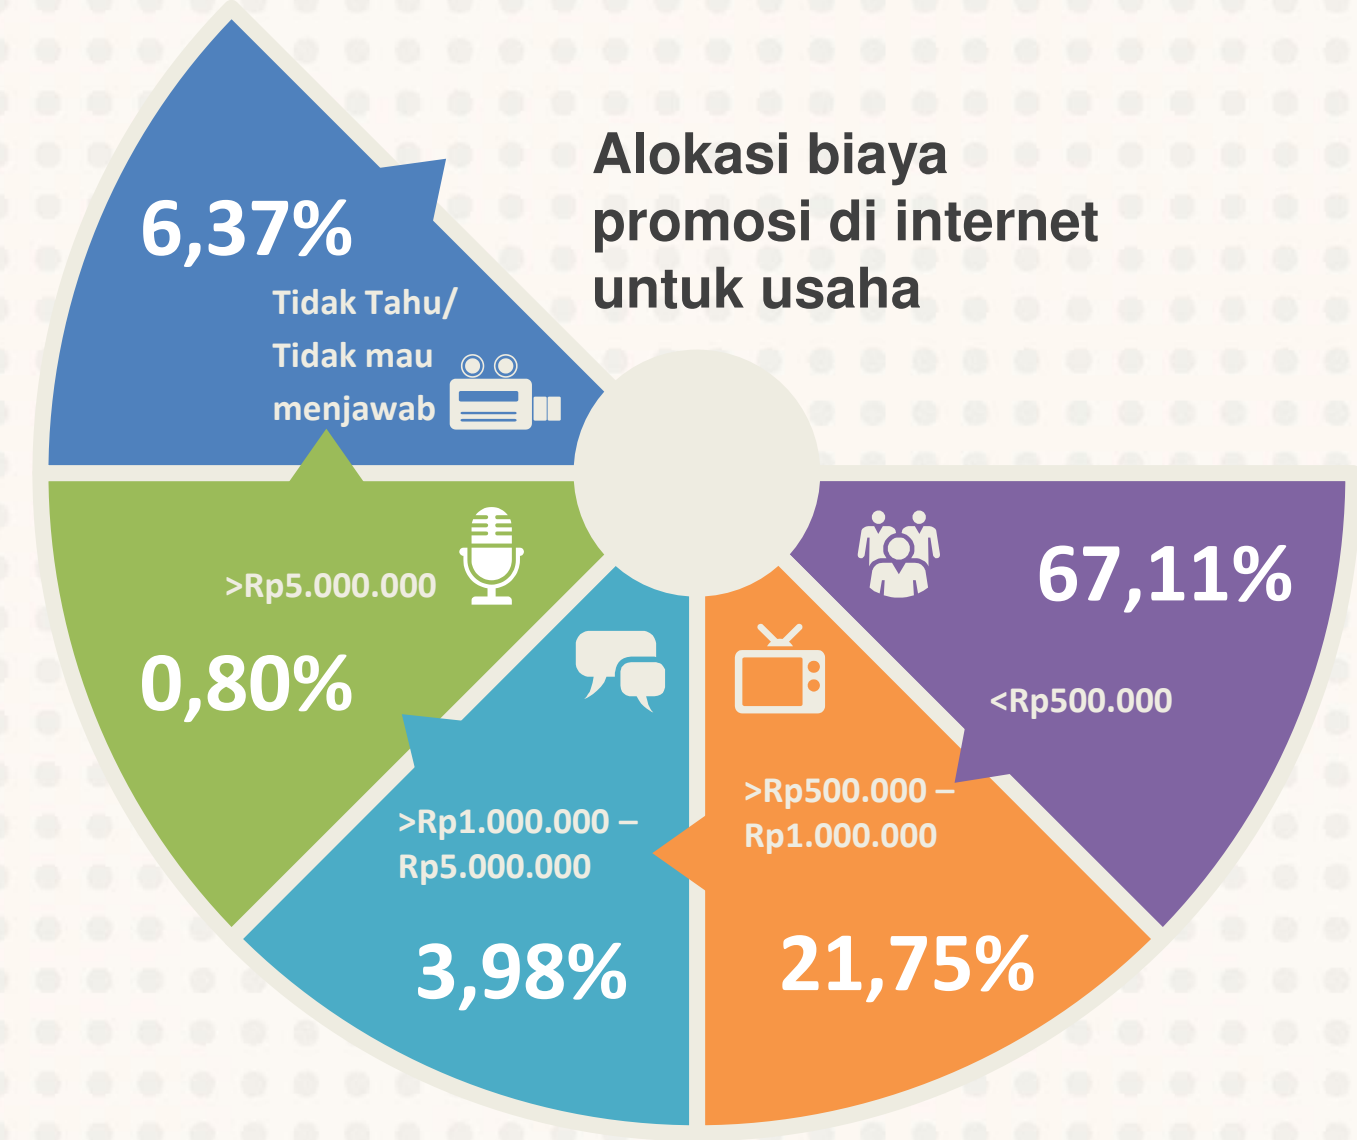 Alokasi biaya
promosi di internet
untuk usaha
6,37%
Tidak Tahu/
Tidak mau
menjawab
>Rp5.000.000
0,80%
>Rp1.000.000 –
Rp5.000.000
3,98%
>Rp500.000 –
Rp1.000.000
21,75%
67,11%
<Rp500.000